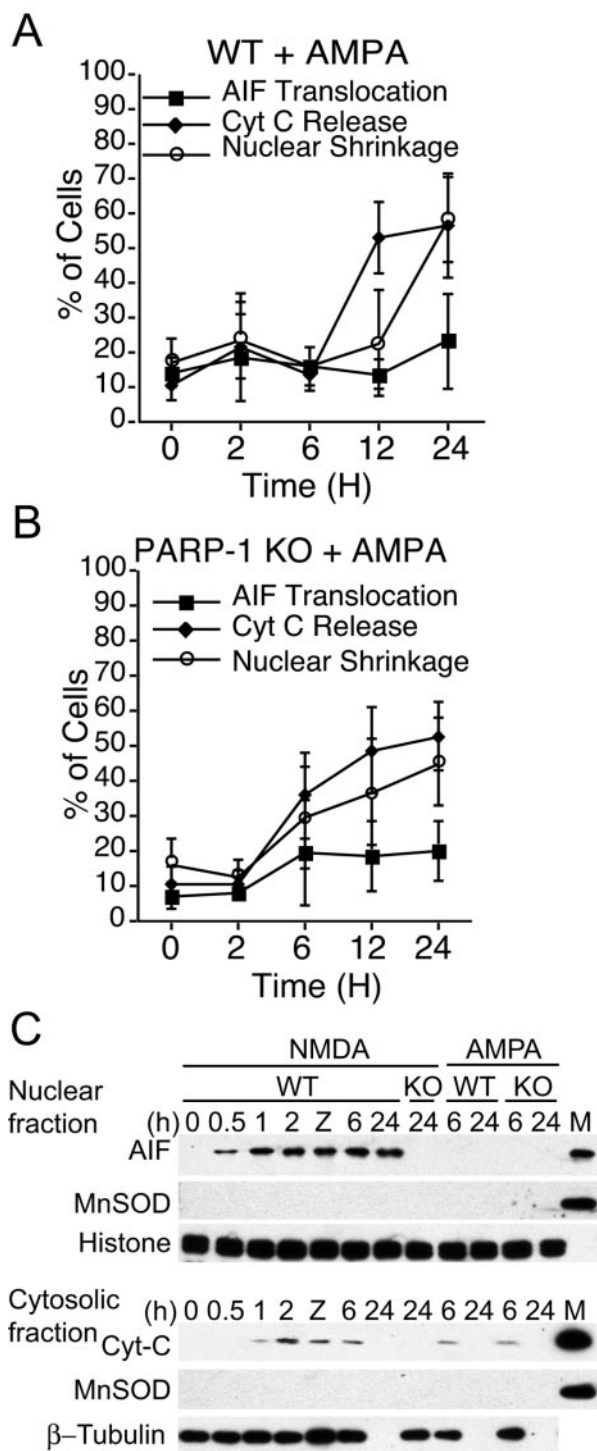 A
WT + AMPA
100
90
80
70
60
50
40
30
20
10
0
% of Cells
AIF Translocation
Cyt C Release
Nuclear Shrinkage
0 2 6 12 24
Time (H)
B
PARP-1 KO + AMPA
100
90
80
70
60
50
40
30
20
10
0
% of Cells
AIF Translocation
Cyt C Release
Nuclear Shrinkage
0 2 6 12 24
Time (H)
C
NMDA AMPA
Nuclear fraction
WT KO WT KO
(h) 0 0.5 1 2 Z 6 24 24 6 24 6 24 M
AIF
MnSOD
Histone
Cytosolic fraction
(h) 0 0.5 1 2 Z 6 24 24 6 24 6 24 M
Cyt-C
MnSOD
β–Tubulin